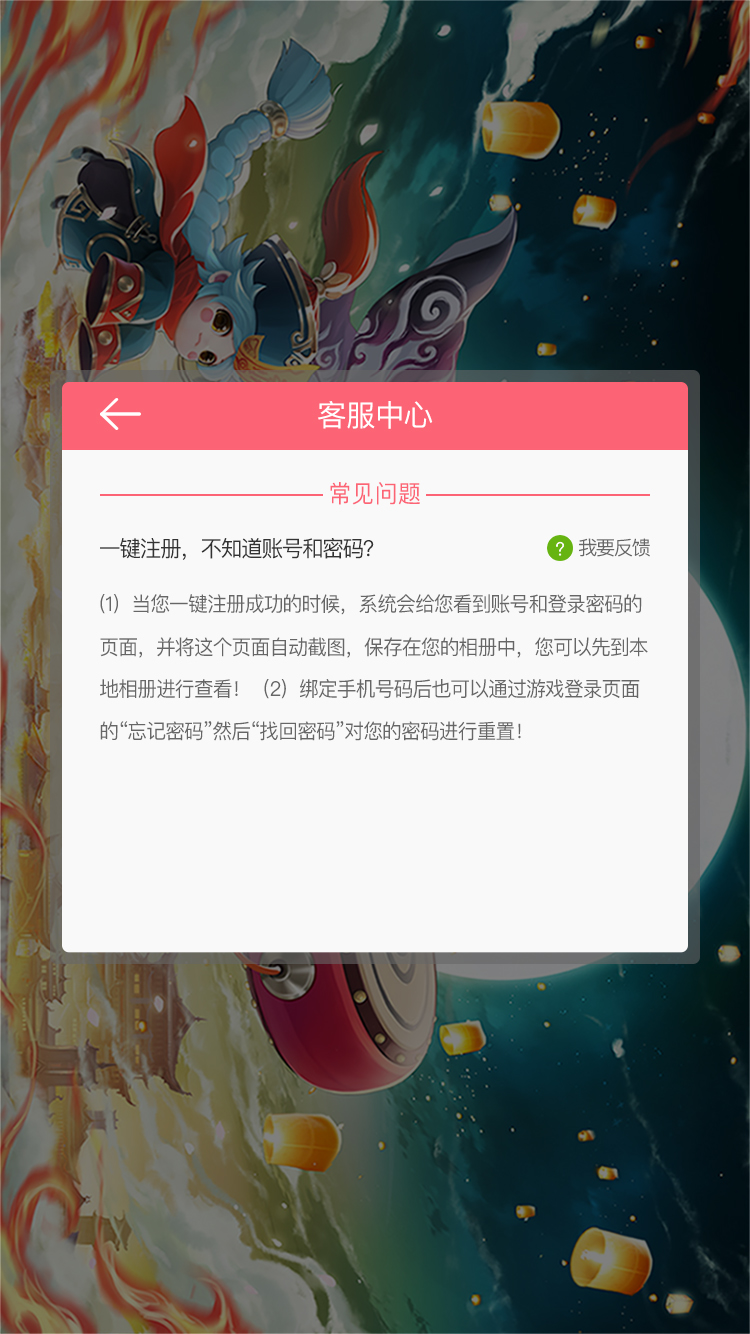 客服中心
常见问题
一键注册，不知道账号和密码？
? 我要反馈
(1）当您一键注册成功的时候，系统会给您看到账号和登录密码的
页面，并将这个页面自动截图，保存在您的相册中，您可以先到本
地相册进行查看！（2）绑定手机号码后也可以通过游戏登录页面
的“忘记密码”然后“找回密码”对您的密码进行重置！